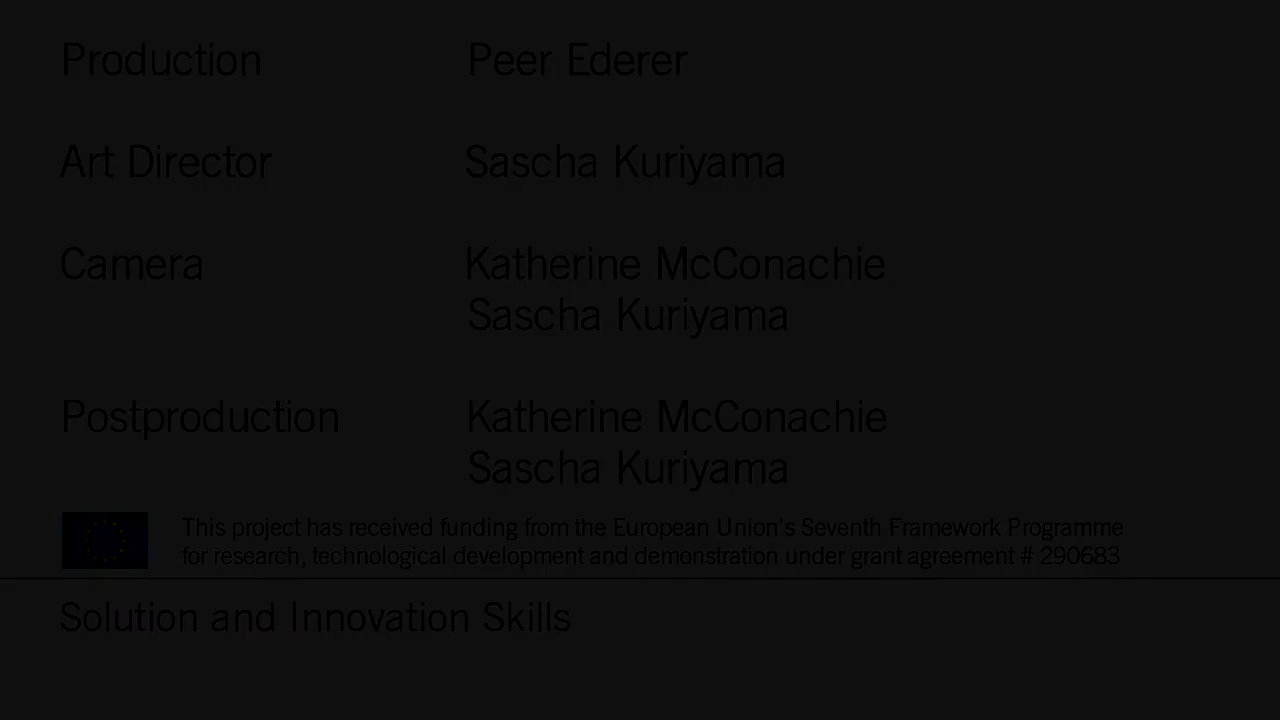 Production Peer Ederer
Art Director Sascha Kuriyama
Camera Katherine McConachie
Sascha Kuriyama
Postproduction Katherine McConachie
Sascha Kuriyama
This project has received funding from the European Union's Seventh Framework Programme
for research, technological development and demonstration under grant agreement # 290683
Solution and Innovation Skills